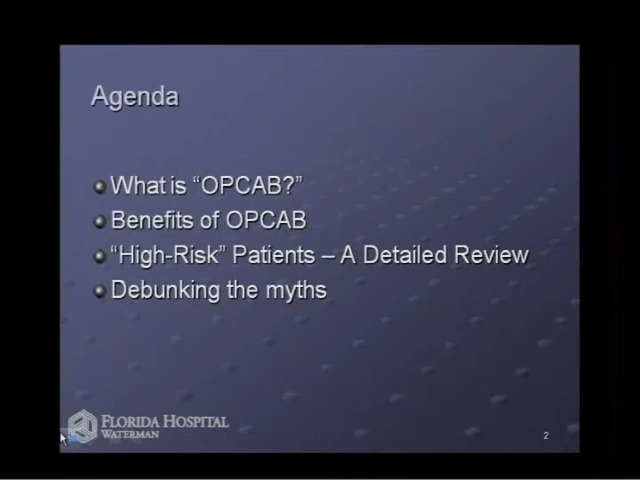 Agenda
What is “OPCAB?”
Benefits of OPCAB
“High-Risk” Patients – A Detailed Review
Debunking the myths
FLORIDA HOSPITAL
WATERMAN
2